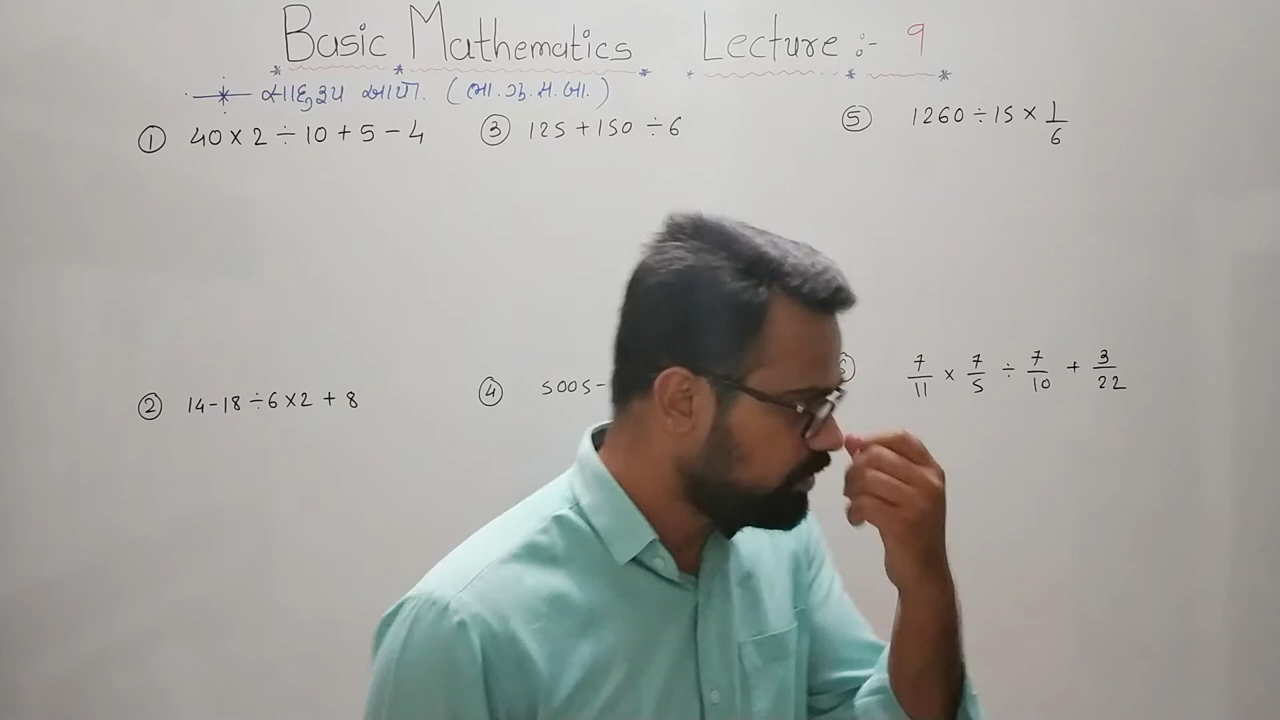 Basic Mathematics Lecture :- 9
સાદુંરૂપ આપો. (ભા.ગુ.સ.બા.)
① 40 × 2 ÷ 10 + 5 - 4
③ 125 + 150 ÷ 6
⑤ 1260 ÷ 15 × 1/6
② 14 - 18 ÷ 6 × 2 + 8
④ 5005 -
7/11 × 7/5 ÷ 7/10 + 3/22